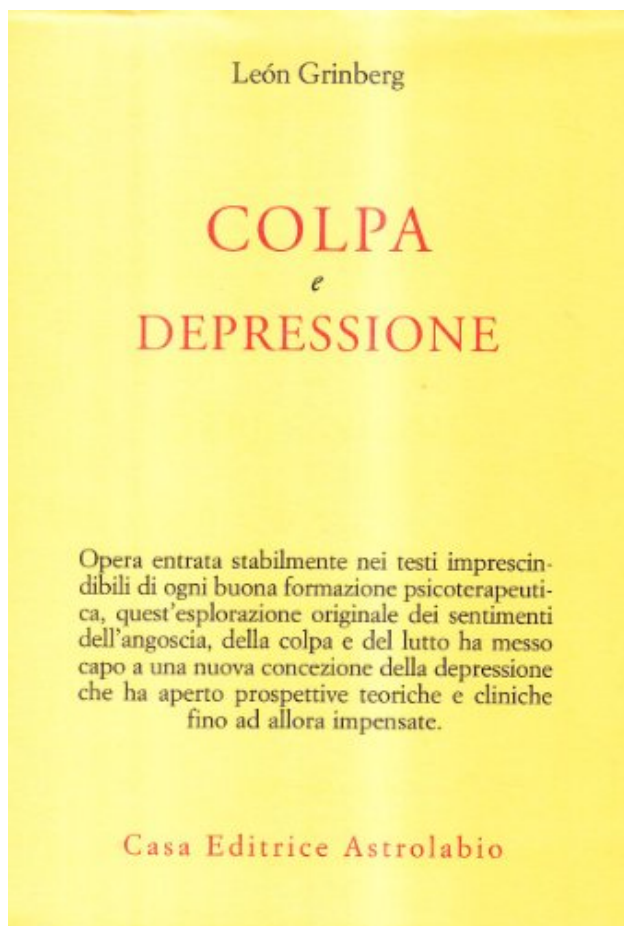 León Grinberg
COLPA
e
DEPRESSIONE
Opera entrata stabilmente nei testi imprescin-
dibili di ogni buona formazione psicoterapeuti-
ca, quest'esplorazione originale dei sentimenti
dell'angoscia, della colpa e del lutto ha messo
capo a una nuova concezione della depressione
che ha aperto prospettive teoriche e cliniche
fino ad allora impensate.
Casa Editrice Astrolabio